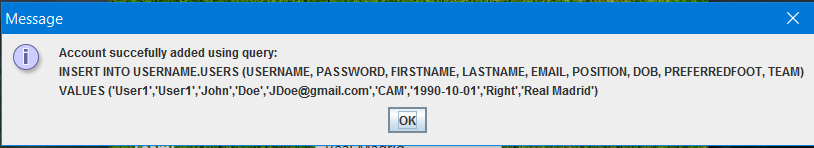 Message
Account succefully added using query:
INSERT INTO USERNAME.USERS (USERNAME, PASSWORD, FIRSTNAME, LASTNAME, EMAIL, POSITION, DOB, PREFERREDFOOT, TEAM)
VALUES ('User1','User1','John','Doe','JDoe@gmail.com','CAM','1990-10-01','Right','Real Madrid')
OK